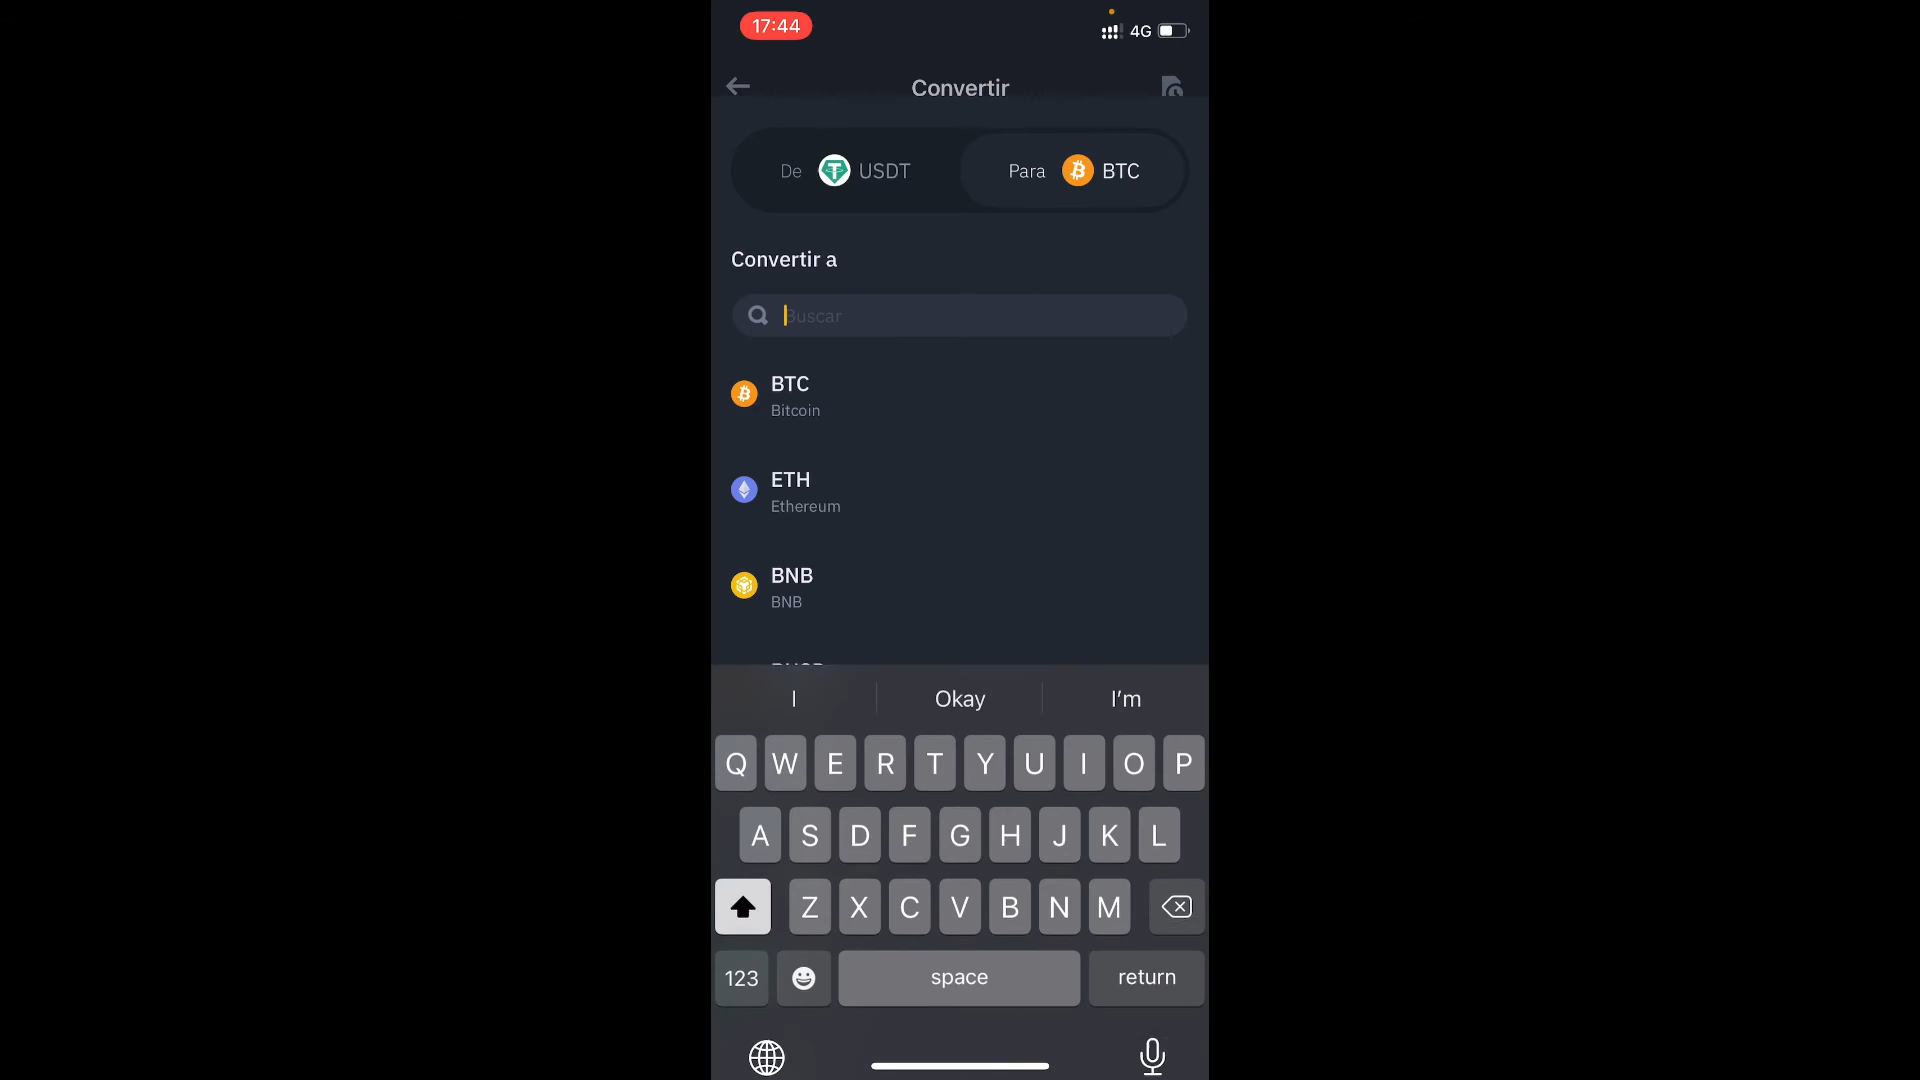 17:44
4G
Convertir
De USDT Para BTC
Convertir a
Buscar
BTC
Bitcoin
ETH
Ethereum
BNB
BNB
I Okay I'm
Q W E R T Y U I O P
A S D F G H J K L
Z X C V B N M
123 space return